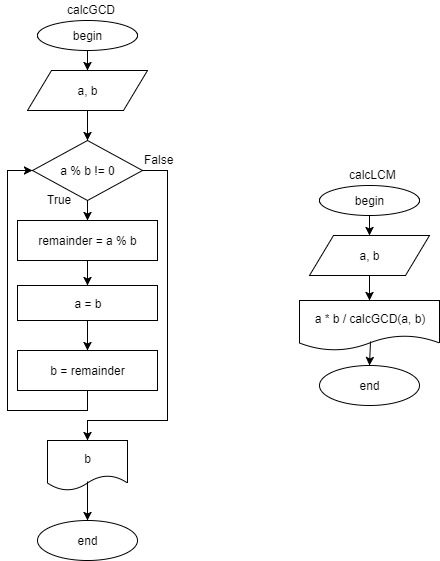 calcGCD
begin
a, b
a % b != 0
False
True
remainder = a % b
a = b
b = remainder
b
end
calcLCM
begin
a, b
a * b / calcGCD(a, b)
end